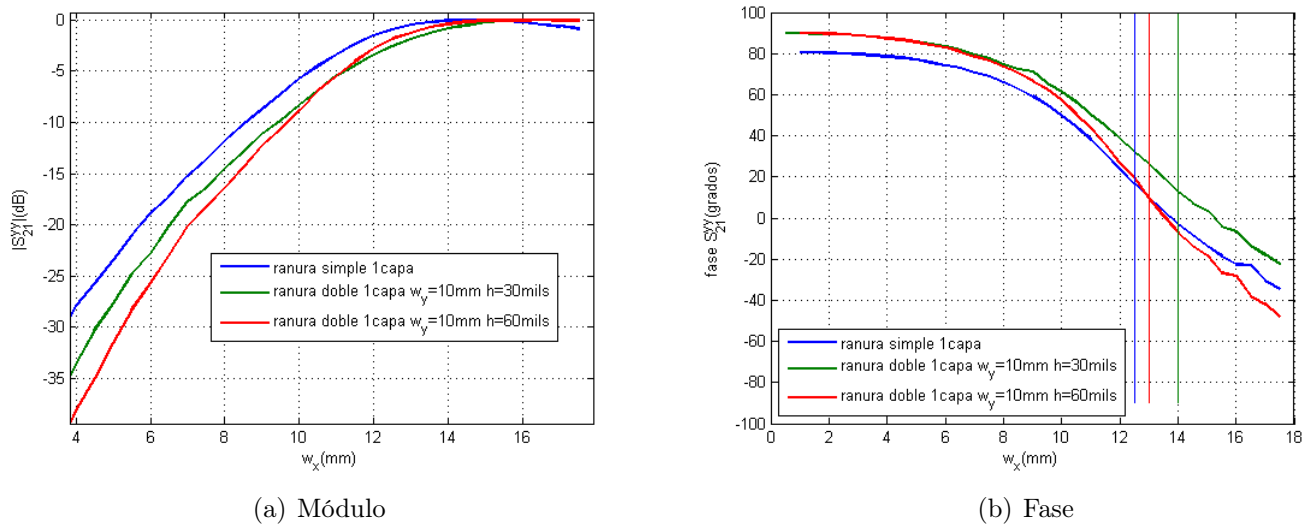 0
-5
-10
-15
-20
-25
-30
-35
|S21^yy|(dB)
4 6 8 10 12 14 16
w_x(mm)
ranura simple 1capa
ranura doble 1capa w_y=10mm h=30mils
ranura doble 1capa w_y=10mm h=60mils
(a) Módulo
100
80
60
40
20
0
-20
-40
-60
-80
-100
fase S21^yy(grados)
0 2 4 6 8 10 12 14 16 18
w_x(mm)
ranura simple 1capa
ranura doble 1capa w_y=10mm h=30mils
ranura doble 1capa w_y=10mm h=60mils
(b) Fase